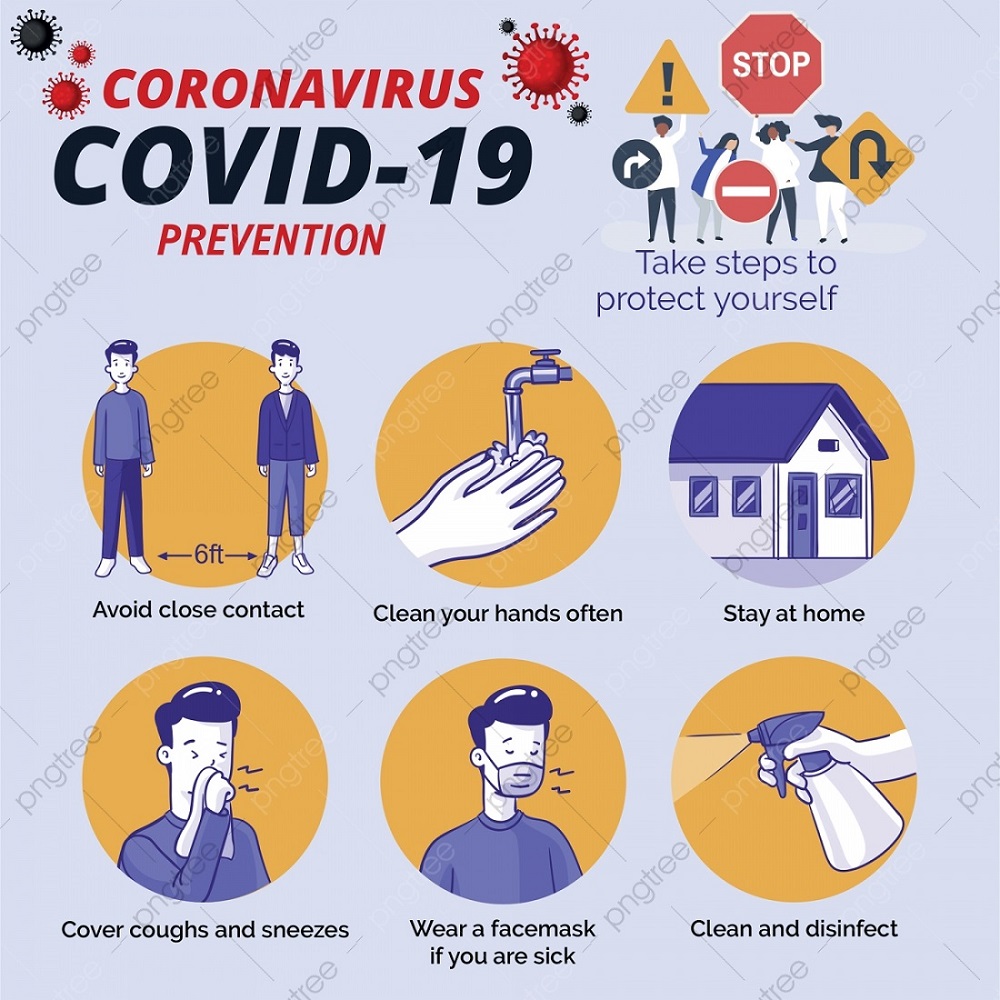 CORONAVIRUS
COVID-19
PREVENTION
STOP
Take steps to
protect yourself
6ft
Avoid close contact
Clean your hands often
Stay at home
Cover coughs and sneezes
Wear a facemask
if you are sick
Clean and disinfect
pngtree